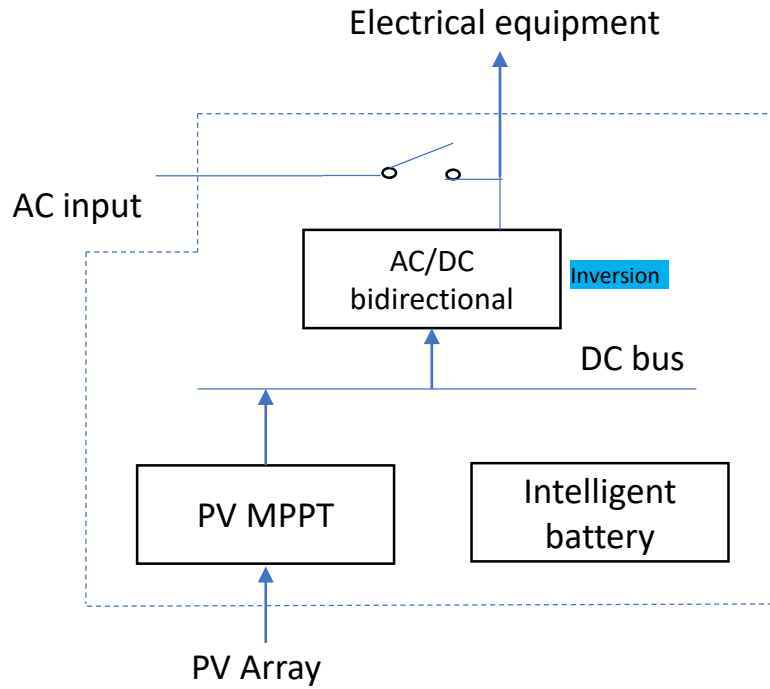 Electrical equipment
AC input
AC/DC
bidirectional
Inversion
DC bus
PV MPPT
Intelligent
battery
PV Array